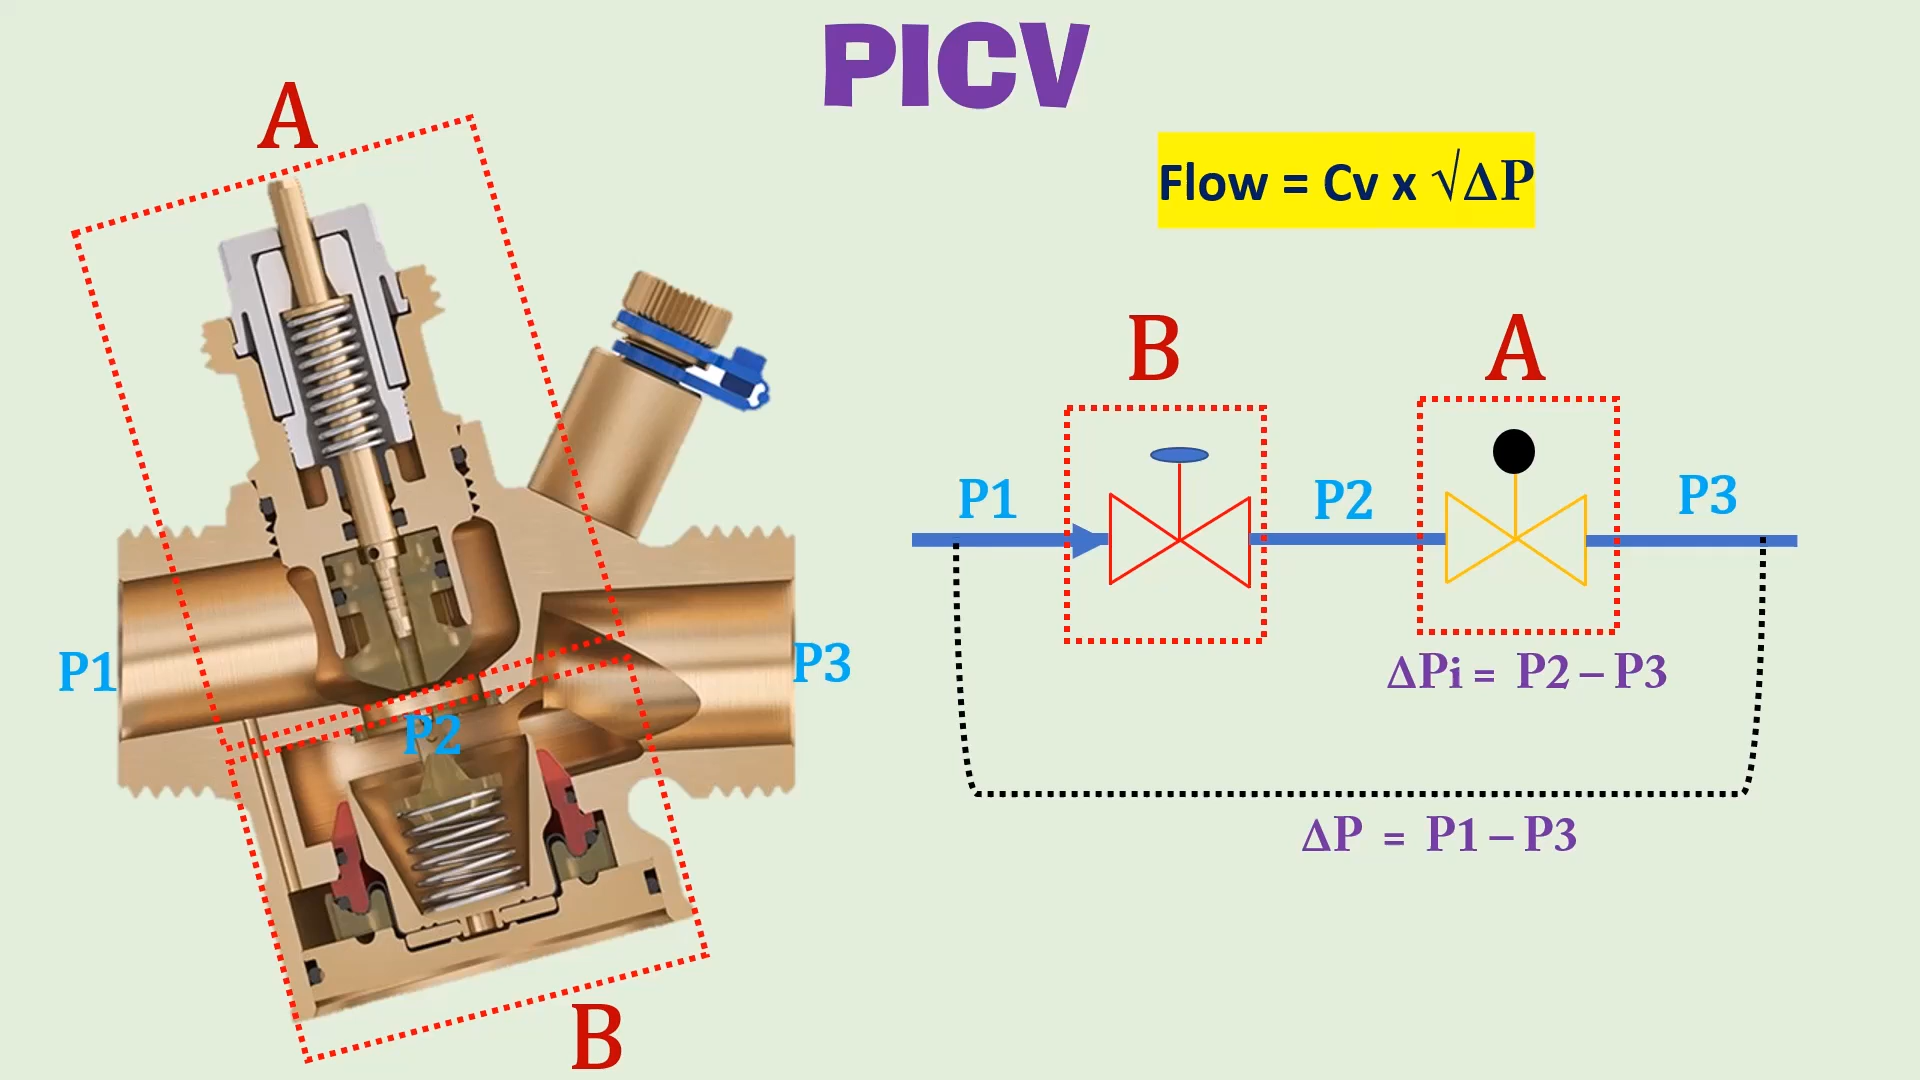 PICV
A
Flow = Cv x √ΔP
B
A
P1
P2
P3
P1
P3
P2
ΔPi = P2 – P3
ΔP = P1 – P3
B